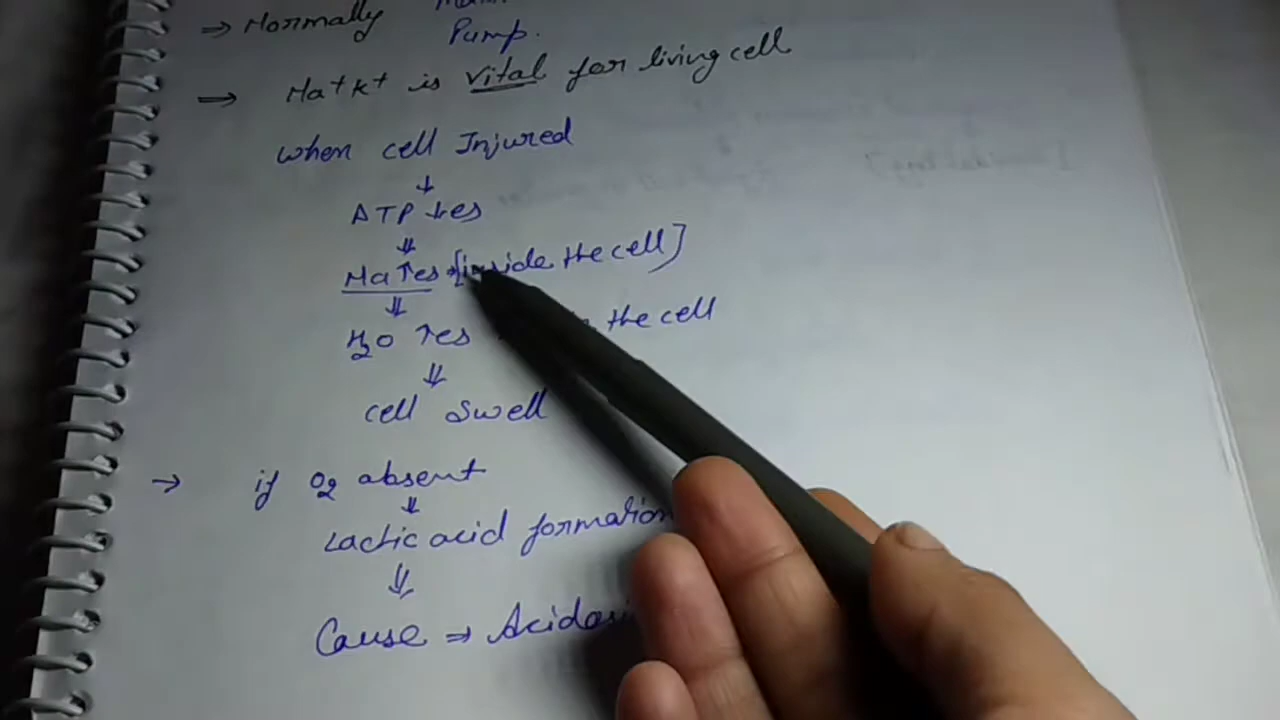 ⇒ Normally
Pump.
⇒ Na+K+ is vital for living cell
when cell Injured
↓
ATP ↓es
⇓
Na↑es → [inside the cell]
⇓
H2O ↑es the cell
⇓
cell swell
→ if O2 absent
⇓
Lactic acid formation
⇓
Cause ⇒